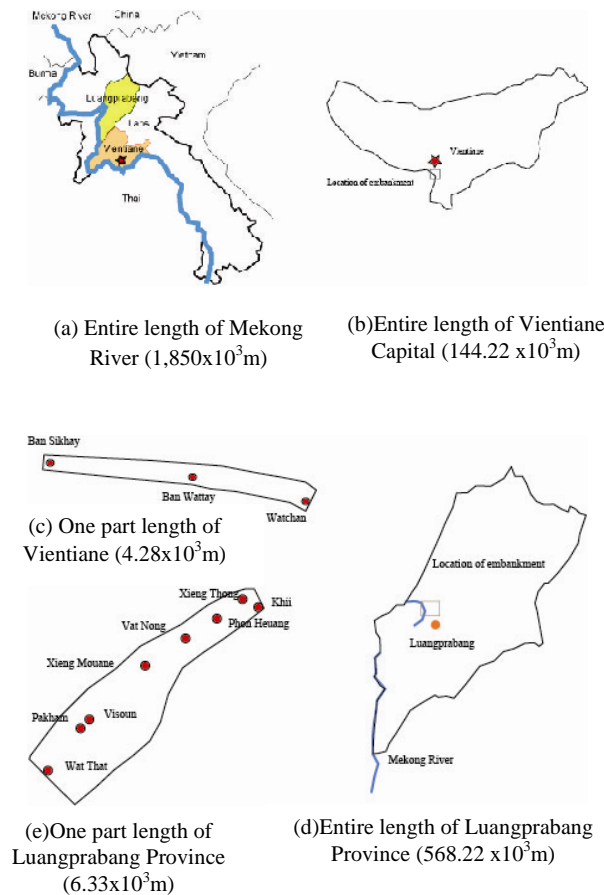 Mekong River
China
Vietnam
Burma
Luangprabang
Laos
Vientiane
Thai
Vientiane
Location of embankment
(a) Entire length of Mekong
River (1,850x10³m)
(b)Entire length of Vientiane
Capital (144.22 x10³m)
Ban Sikhay
Ban Wattay
Watchan
(c) One part length of
Vientiane (4.28x10³m)
Xieng Thong
Khii
Phon Heuang
Vat Nong
Xieng Mouane
Pakham
Visoun
Wat That
Location of embankment
Luangprabang
Mekong River
(e)One part length of
Luangprabang Province
(6.33x10³m)
(d)Entire length of Luangprabang
Province (568.22 x10³m)